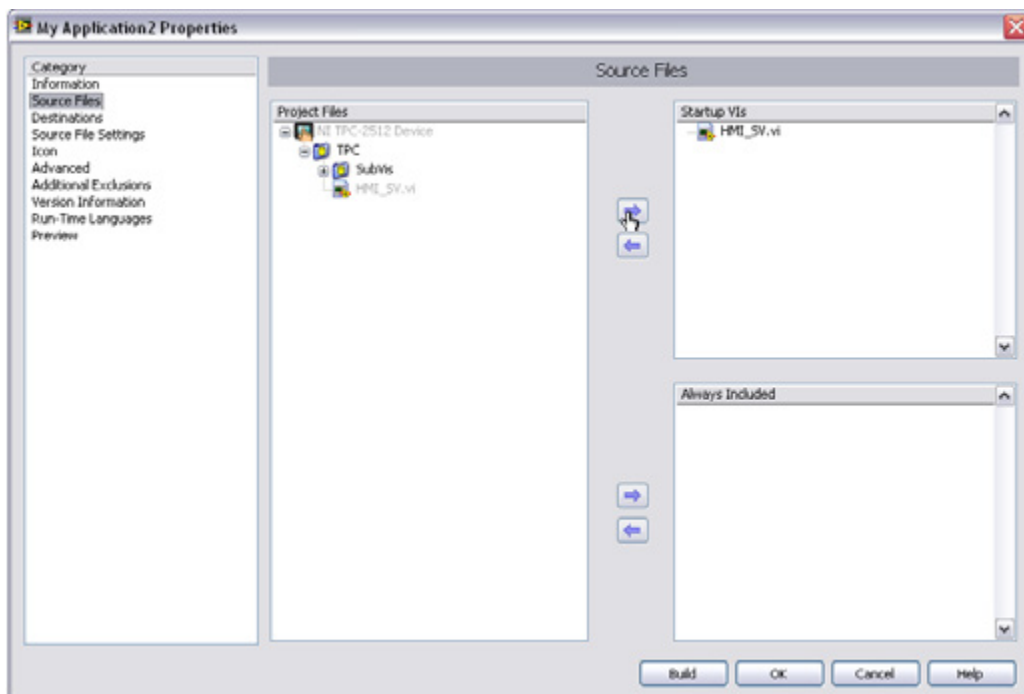 My Application2 Properties
Category
Information
Source Files
Destinations
Source File Settings
Icon
Advanced
Additional Exclusions
Version Information
Run-Time Languages
Preview
Source Files
Project Files
NI TPC-2512 Device
TPC
SubVIs
HMI_SV.vi
Startup VIs
HMI_SV.vi
Always Included
Build
OK
Cancel
Help